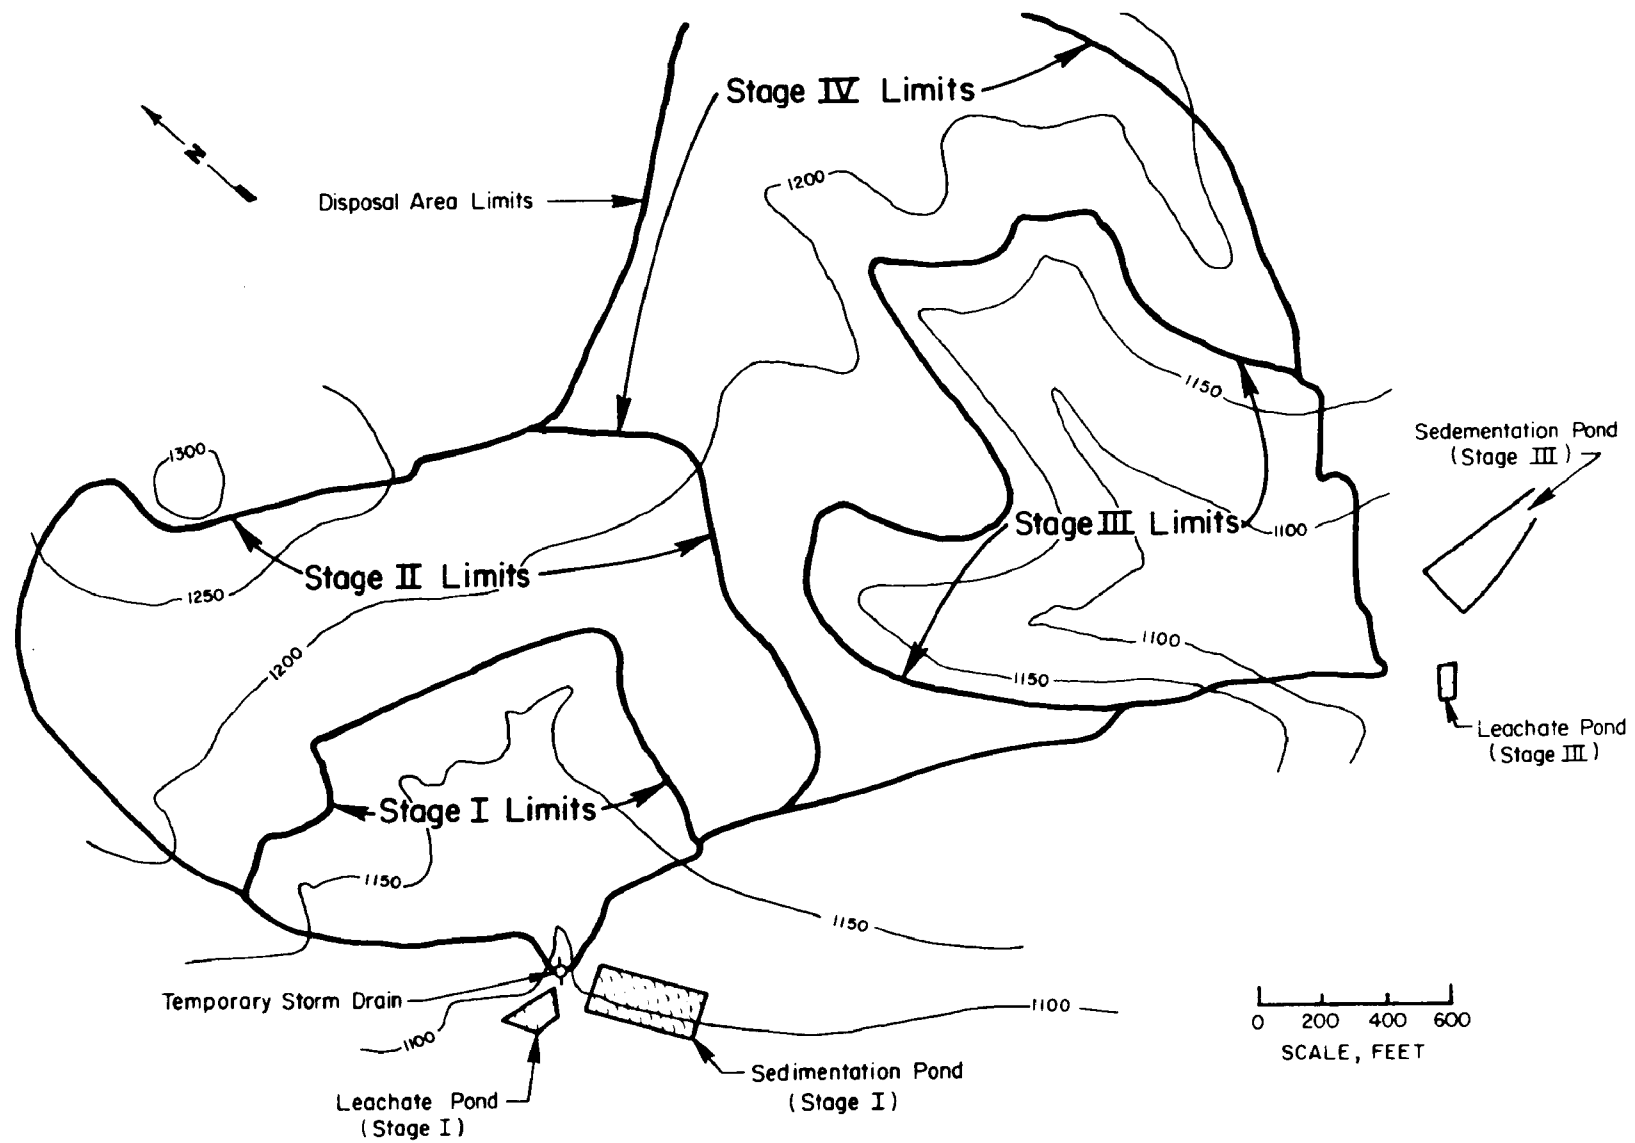 Stage IV Limits
N
Disposal Area Limits
1200
1150
1300
Sedementation Pond
(Stage III)
Stage III Limits
1100
Stage II Limits
1250
1200
1100
1150
Leachate Pond
(Stage III)
Stage I Limits
1150
1150
Temporary Storm Drain
1100
1100
0 200 400 600
SCALE, FEET
Sedimentation Pond
(Stage I)
Leachate Pond
(Stage I)